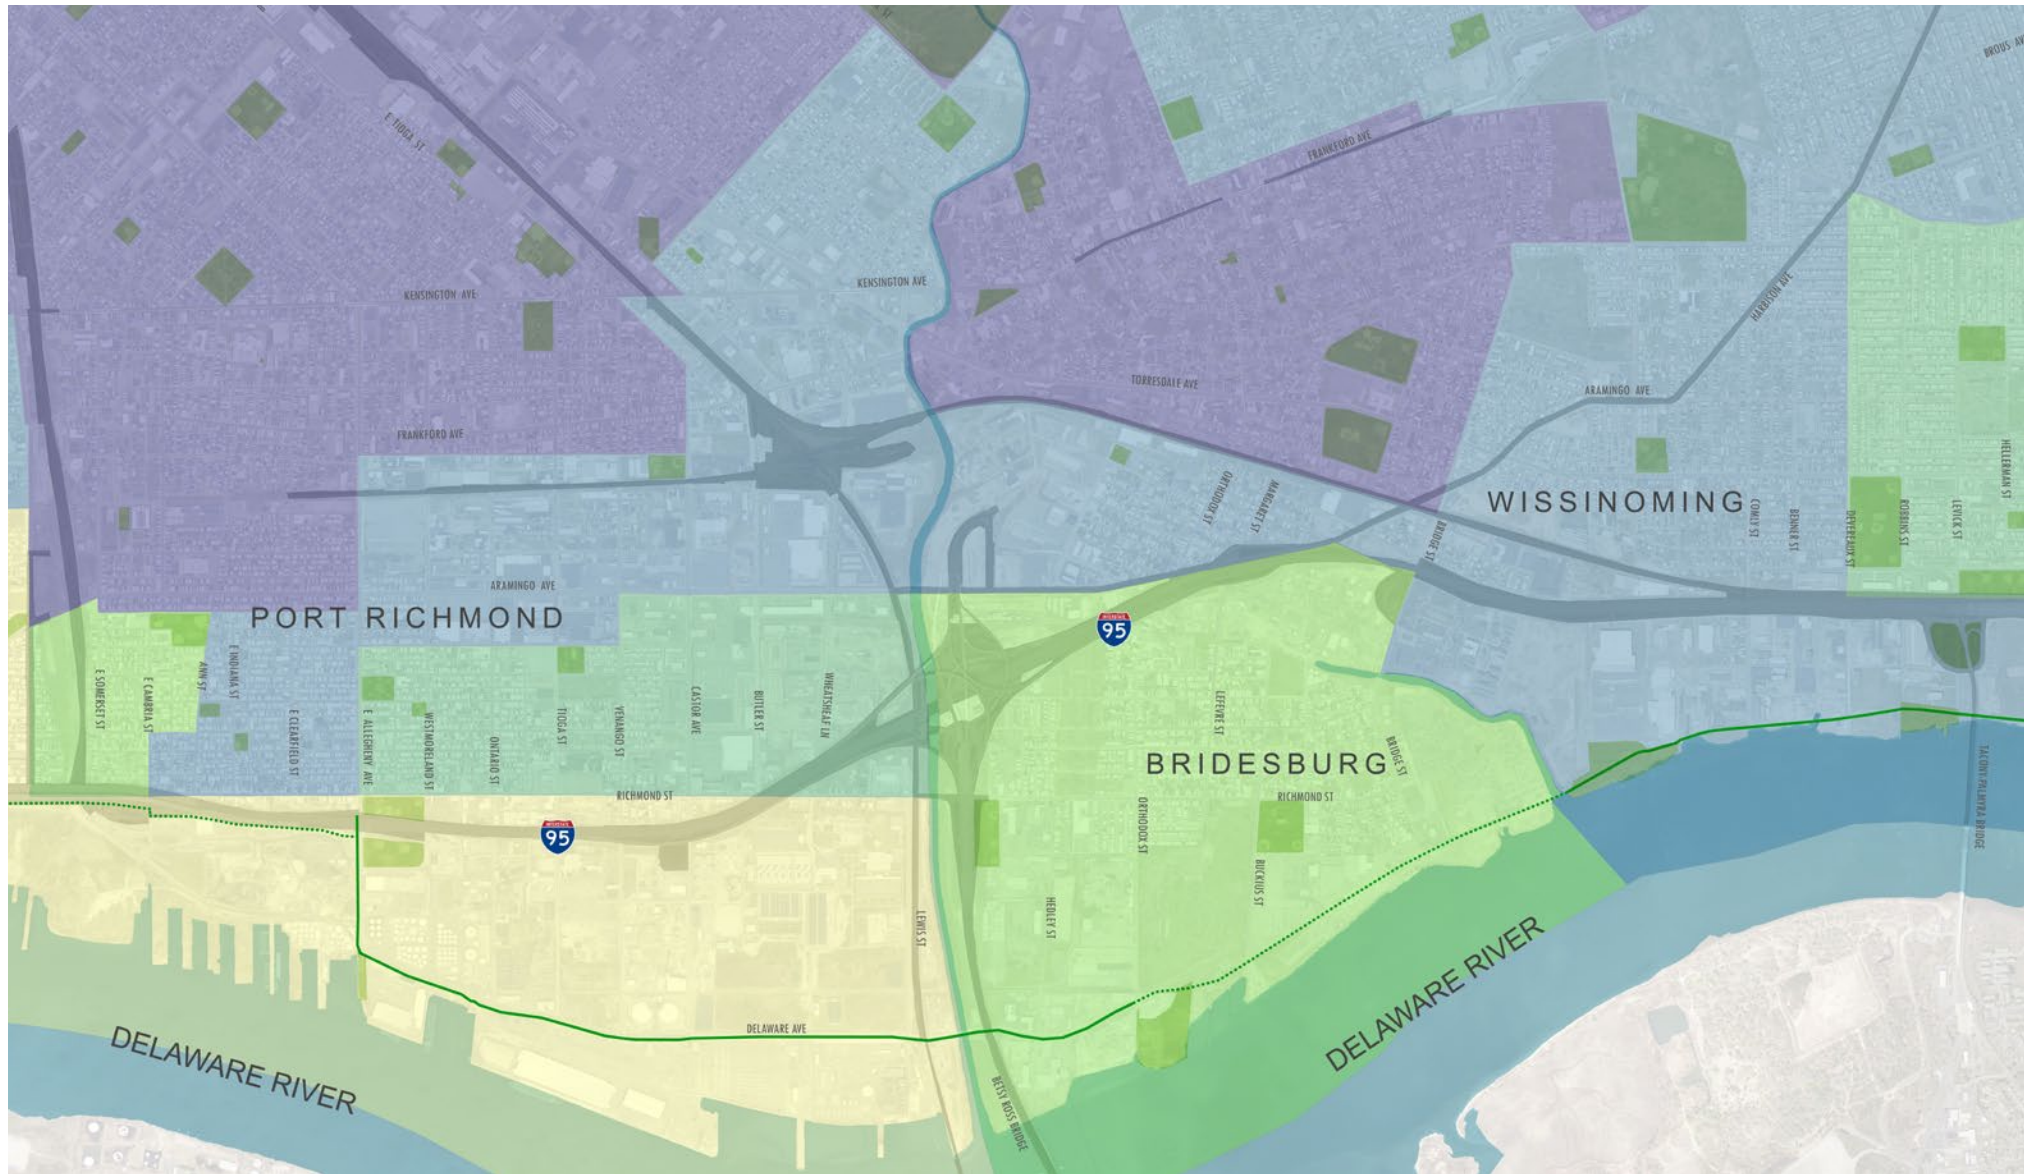 BROUS AV
E TIOGA ST
FRANKFORD AVE
KENSINGTON AVE
KENSINGTON AVE
HARRISON AVE
TORRESDALE AVE
ARAMINGO AVE
FRANKFORD AVE
HELLERMAN ST
ORTHODOX ST
MARGARET ST
BRIDGE ST
WISSINOMING
COMLY ST
BENNER ST
DEVEREAUX ST
ROBBINS ST
LEVICK ST
ARAMINGO AVE
PORT RICHMOND
INTERSTATE
95
E SOMERSET ST
E CAMBRIA ST
ANN ST
E INDIANA ST
E CLEARFIELD ST
E ALLEGHENY AVE
WESTMORELAND ST
ONTARIO ST
TIOGA ST
VENANGO ST
CASTOR AVE
BUTLER ST
WHEATSHEAF LN
LEFEVRE ST
BRIDGE ST
BRIDESBURG
RICHMOND ST
RICHMOND ST
TACONY-PALMYRA BRIDGE
INTERSTATE
95
ORTHODOX ST
BUCKIUS ST
LEWIS ST
HEDLEY ST
DELAWARE RIVER
DELAWARE AVE
DELAWARE RIVER
BETSY ROSS BRIDGE